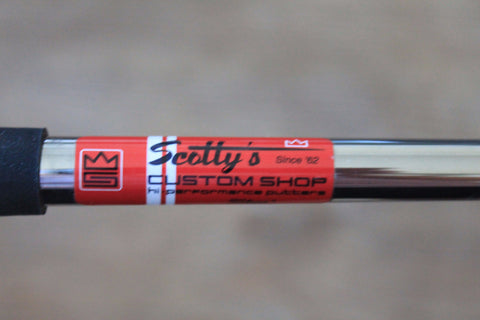 Scotty's
Since '62
CUSTOM SHOP
hi-performance putters